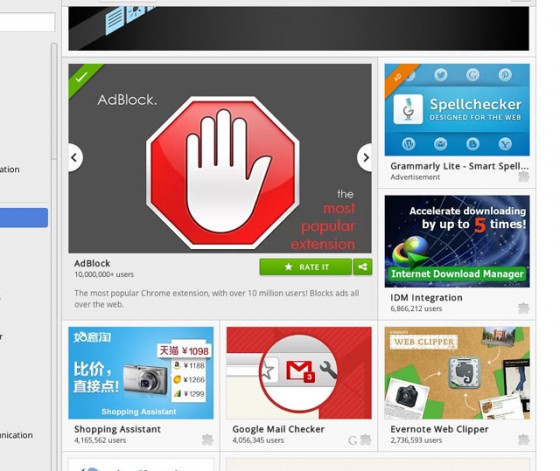 ation
nication
AdBlock.
the
most
popular
extension
AdBlock
10,000,000+ users
RATE IT
The most popular Chrome extension, with over 10 million users! Blocks ads all
over the web.
AD
Spellchecker
DESIGNED FOR THE WEB
Grammarly Lite - Smart Spell...
Advertisement
Accelerate downloading
by up to 5 times!
Internet Download Manager
IDM Integration
6,866,212 users
天猫 ¥1098
比价,
直接点!
¥1188
¥1266
¥1299
Shopping Assistant
Shopping Assistant
4,165,562 users
3
Google Mail Checker
4,056,345 users
G
WEB CLIPPER
Evernote Web Clipper
2,736,593 users